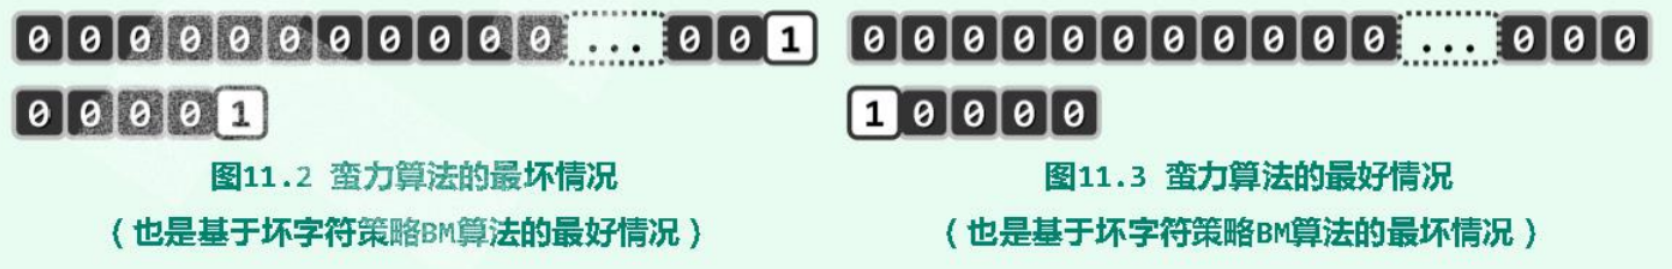 0 0 0 0 0 0 0 0 0 0 0 ... 0 0 1
0 0 0 0 1
图11.2 蛮力算法的最坏情况
（也是基于坏字符策略BM算法的最好情况）
0 0 0 0 0 0 0 0 0 0 0 ... 0 0 0
1 0 0 0 0
图11.3 蛮力算法的最好情况
（也是基于坏字符策略BM算法的最坏情况）